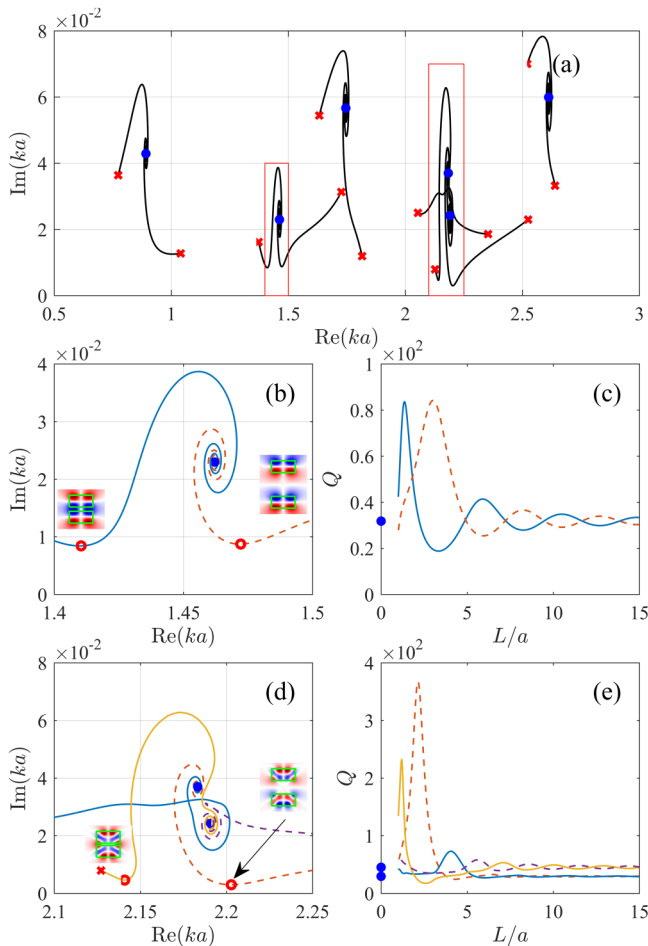 8 ×10⁻²
(a)
6
4
2
0
Im(ka)
0.5 1 1.5 2 2.5 3
Re(ka)
4 ×10⁻²
(b)
3
2
1
0
Im(ka)
1.4 1.45 1.5
Re(ka)
1 ×10²
(c)
0.8
0.6
0.4
0.2
0
Q
0 5 10 15
L/a
8 ×10⁻²
(d)
6
4
2
0
Im(ka)
2.1 2.15 2.2 2.25
Re(ka)
4 ×10²
(e)
3
2
1
0
Q
0 5 10 15
L/a